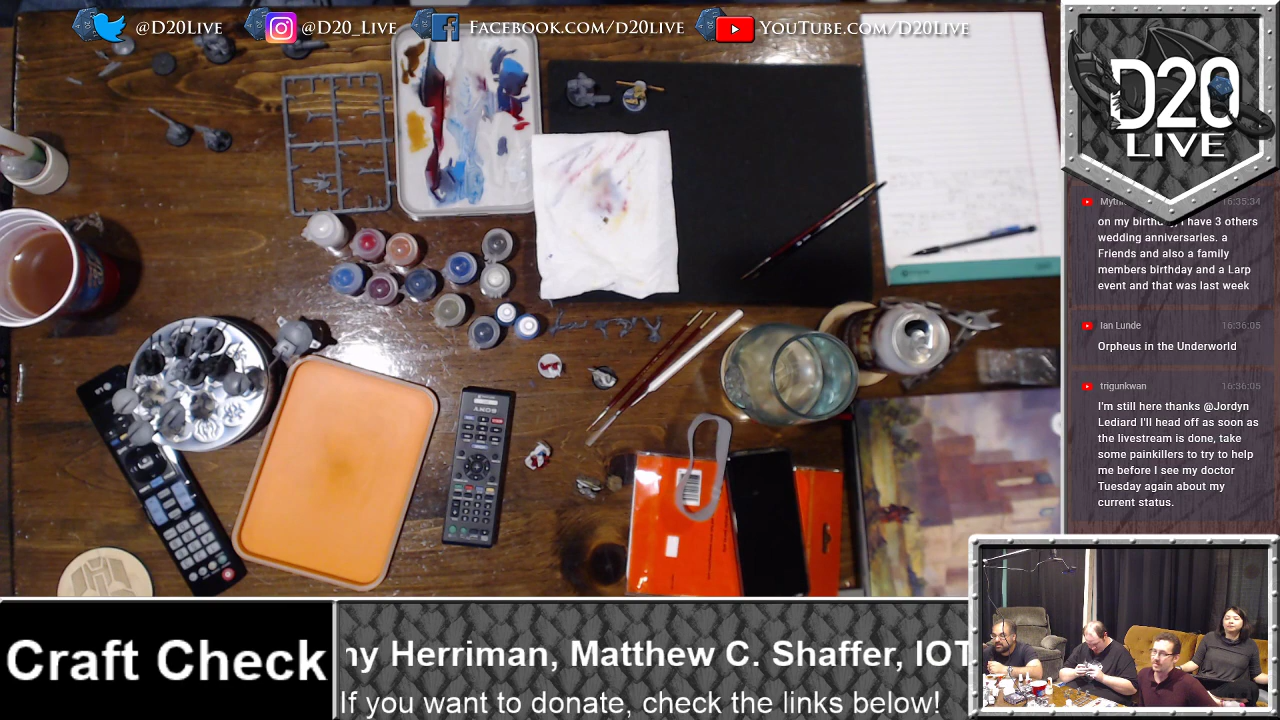 @D20Live
@D20_Live
Facebook.com/d20live
YouTube.com/D20Live
D20
LIVE
16:35:34
on my birthday, I have 3 others
wedding anniversaries. a
Friends and also a family
members birthday and a Larp
event and that was last week
Ian Lunde
16:36:05
Orpheus in the Underworld
trigunkwan
16:36:05
I'm still here thanks @Jordyn
Lediard I'll head off as soon as
the livestream is done, take
some painkillers to try to help
me before I see my doctor
Tuesday again about my
current status.
SONY
Craft Check
ny Herriman, Matthew C. Shaffer, IOT
If you want to donate, check the links below!